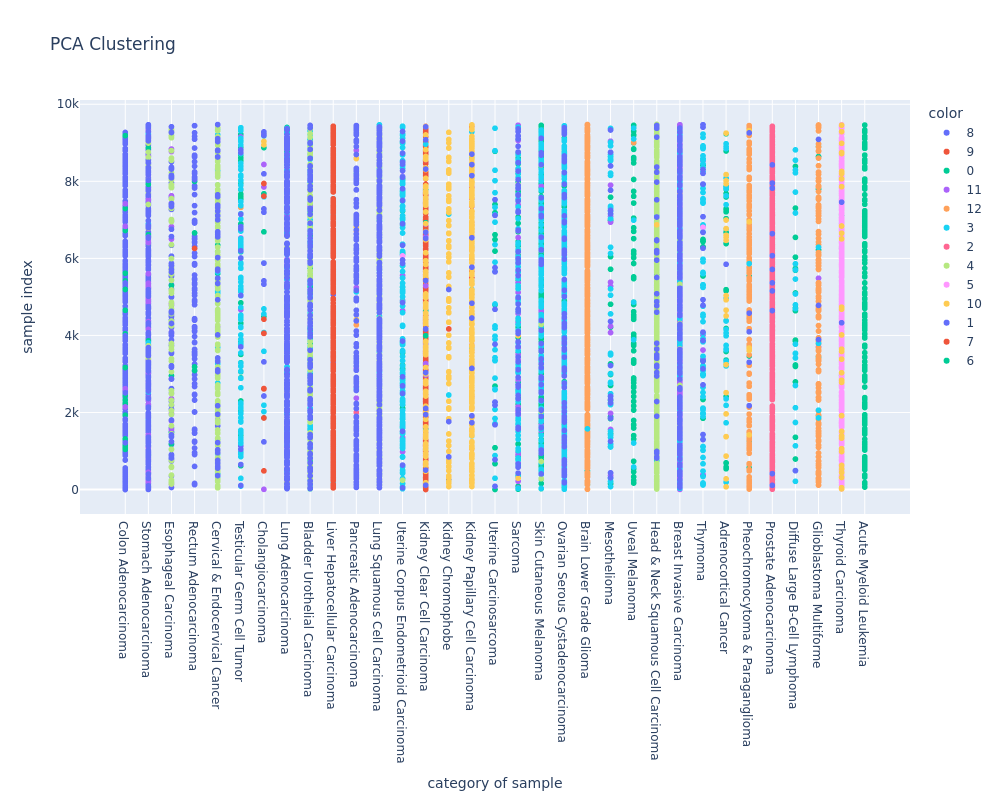 PCA Clustering
color
8
9
0
11
12
3
2
4
5
10
1
7
6
10k
8k
6k
4k
2k
0
sample index
Colon Adenocarcinoma
Stomach Adenocarcinoma
Esophageal Carcinoma
Rectum Adenocarcinoma
Cervical & Endocervical Cancer
Testicular Germ Cell Tumor
Cholangiocarcinoma
Lung Adenocarcinoma
Bladder Urothelial Carcinoma
Liver Hepatocellular Carcinoma
Pancreatic Adenocarcinoma
Lung Squamous Cell Carcinoma
Uterine Corpus Endometrioid Carcinoma
Kidney Clear Cell Carcinoma
Kidney Chromophobe
Kidney Papillary Cell Carcinoma
Uterine Carcinosarcoma
Sarcoma
Skin Cutaneous Melanoma
Ovarian Serous Cystadenocarcinoma
Brain Lower Grade Glioma
Mesothelioma
Uveal Melanoma
Head & Neck Squamous Cell Carcinoma
Breast Invasive Carcinoma
Thymoma
Adrenocortical Cancer
Pheochromocytoma & Paraganglioma
Prostate Adenocarcinoma
Diffuse Large B-Cell Lymphoma
Glioblastoma Multiforme
Thyroid Carcinoma
Acute Myeloid Leukemia
category of sample